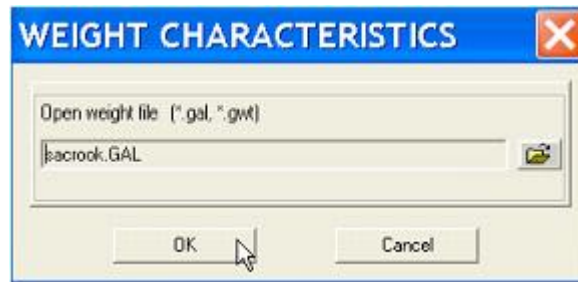 WEIGHT CHARACTERISTICS
Open weight file (*.gal, *.gwt)
sacrook.GAL
OK Cancel